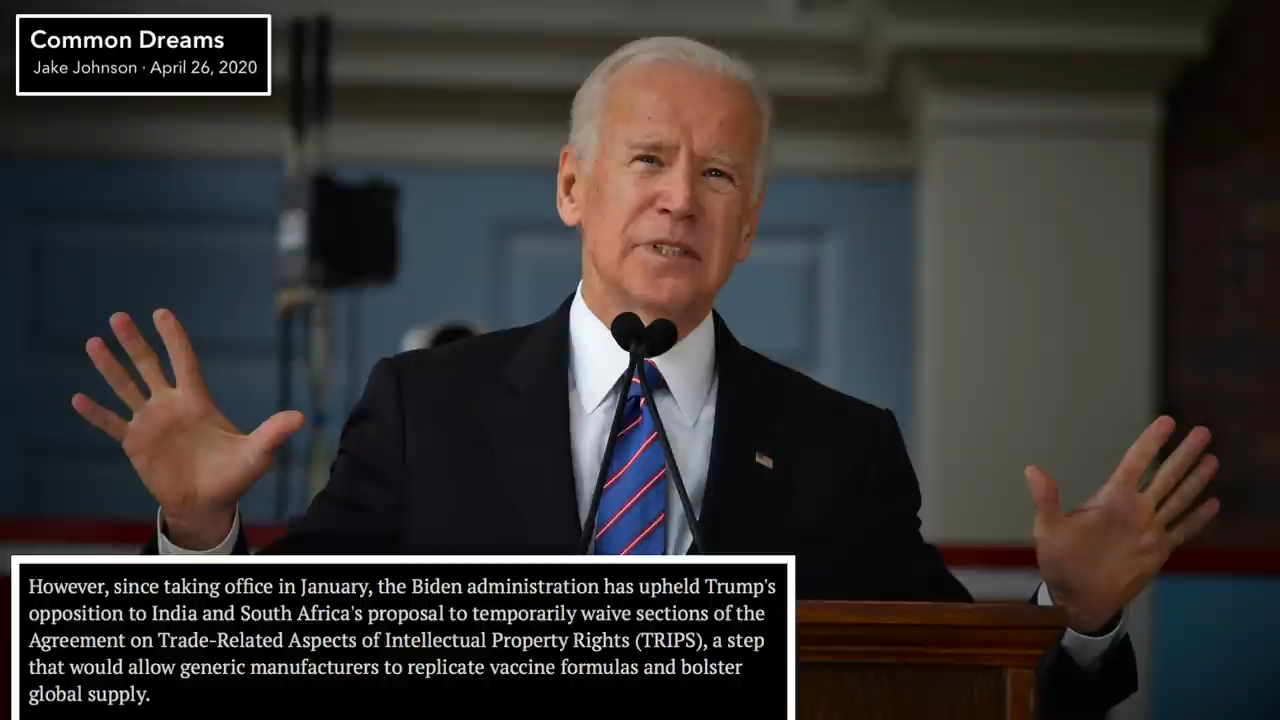 Common Dreams
Jake Johnson · April 26, 2020
However, since taking office in January, the Biden administration has upheld Trump's
opposition to India and South Africa's proposal to temporarily waive sections of the
Agreement on Trade-Related Aspects of Intellectual Property Rights (TRIPS), a step
that would allow generic manufacturers to replicate vaccine formulas and bolster
global supply.